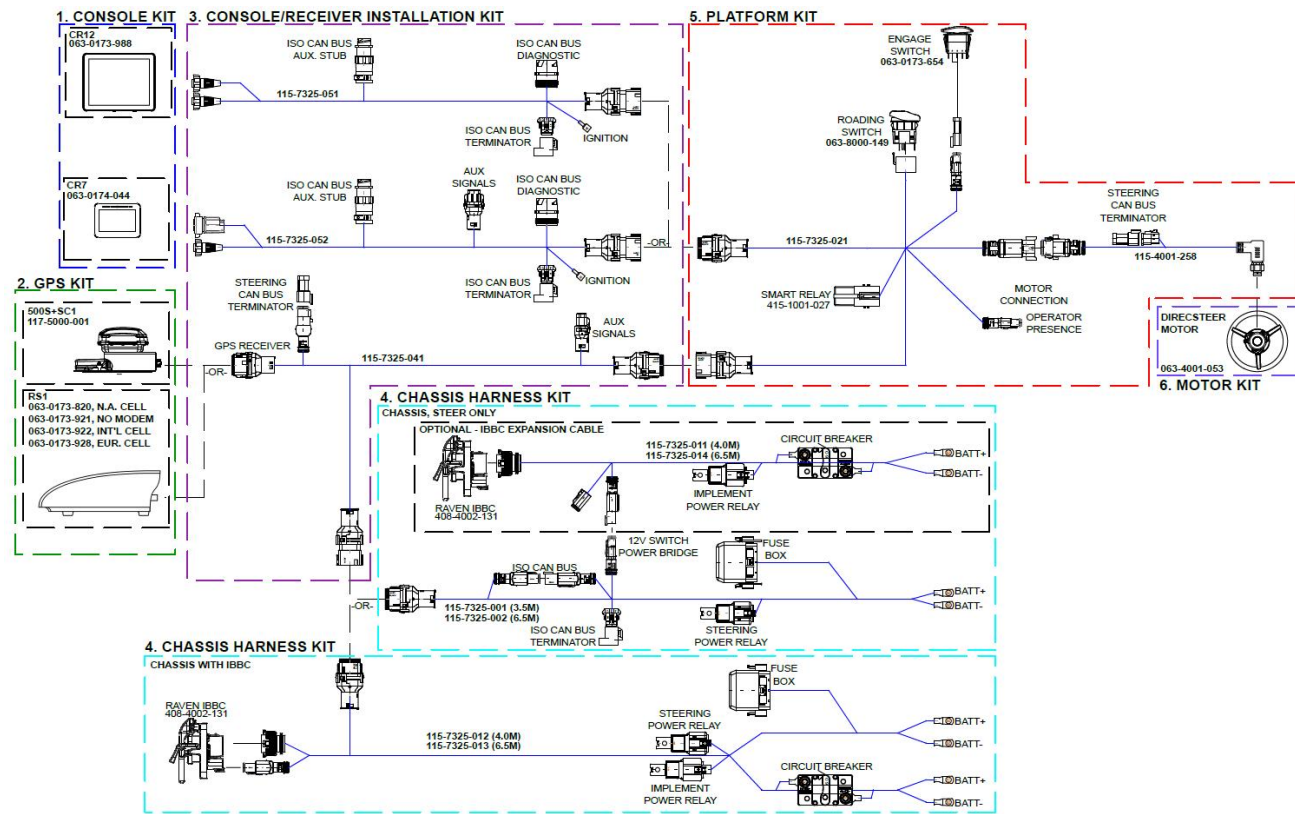 1. CONSOLE KIT
CR12
063-0173-988
CR7
063-0174-044
2. GPS KIT
500S+SC1
117-5000-001
RS1
063-0173-820, N.A. CELL
063-0173-921, NO MODEM
063-0173-922, INT'L CELL
063-0173-928, EUR. CELL
-OR-
3. CONSOLE/RECEIVER INSTALLATION KIT
ISO CAN BUS
AUX. STUB
ISO CAN BUS
DIAGNOSTIC
115-7325-051
ISO CAN BUS
TERMINATOR
IGNITION
ISO CAN BUS
AUX. STUB
AUX
SIGNALS
ISO CAN BUS
DIAGNOSTIC
115-7325-052
-OR-
ISO CAN BUS
TERMINATOR
IGNITION
STEERING
CAN BUS
TERMINATOR
GPS RECEIVER
115-7325-041
AUX
SIGNALS
5. PLATFORM KIT
ENGAGE
SWITCH
063-0173-654
ROADING
SWITCH
063-8000-149
115-7325-021
STEERING
CAN BUS
TERMINATOR
115-4001-258
SMART RELAY
415-1001-027
MOTOR
CONNECTION
OPERATOR
PRESENCE
DIRECSTEER
MOTOR
063-4001-053
6. MOTOR KIT
4. CHASSIS HARNESS KIT
CHASSIS, STEER ONLY
OPTIONAL - IBBC EXPANSION CABLE
115-7325-011 (4.0M)
115-7325-014 (6.5M)
CIRCUIT BREAKER
BATT+
BATT-
RAVEN IBBC
408-4002-131
IMPLEMENT
POWER RELAY
12V SWITCH
POWER BRIDGE
FUSE
BOX
ISO CAN BUS
-OR-
115-7325-001 (3.5M)
115-7325-002 (6.5M)
ISO CAN BUS
TERMINATOR
STEERING
POWER RELAY
BATT+
BATT-
4. CHASSIS HARNESS KIT
CHASSIS WITH IBBC
RAVEN IBBC
408-4002-131
115-7325-012 (4.0M)
115-7325-013 (6.5M)
STEERING
POWER RELAY
IMPLEMENT
POWER RELAY
FUSE
BOX
BATT+
BATT-
CIRCUIT BREAKER
BATT+
BATT-